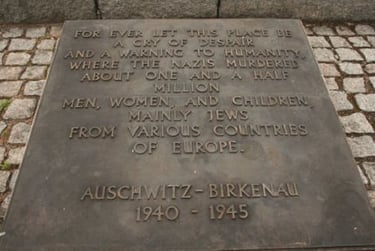 FOR EVER LET THIS PLACE BE
A CRY OF DESPAIR
AND A WARNING TO HUMANITY,
WHERE THE NAZIS MURDERED
ABOUT ONE AND A HALF
MILLION
MEN, WOMEN, AND CHILDREN,
MAINLY JEWS
FROM VARIOUS COUNTRIES
OF EUROPE.
AUSCHWITZ-BIRKENAU
1940 - 1945